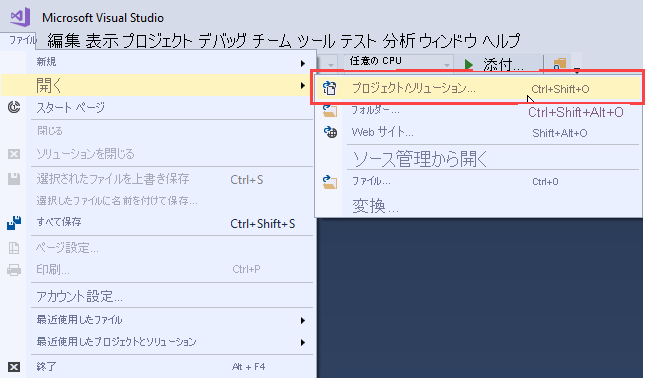 Microsoft Visual Studio
ファイル 編集 表示 プロジェクト デバッグ チーム ツール テスト 分析 ウィンドウ ヘルプ
任意の CPU 添付...
新規
開く
スタート ページ
閉じる
ソリューションを閉じる
選択されたファイルを上書き保存 Ctrl+S
選択したファイルに名前を付けて保存...
すべて保存 Ctrl+Shift+S
ページ設定...
印刷... Ctrl+P
アカウント設定...
最近使用したファイル
最近使用したプロジェクトとソリューション
終了 Alt + F4
プロジェクト/ソリューション... Ctrl+Shift+O
フォルダー... Ctrl+Shift+Alt+O
Web サイト... Shift+Alt+O
ソース管理から開く
ファイル... Ctrl+O
変換...